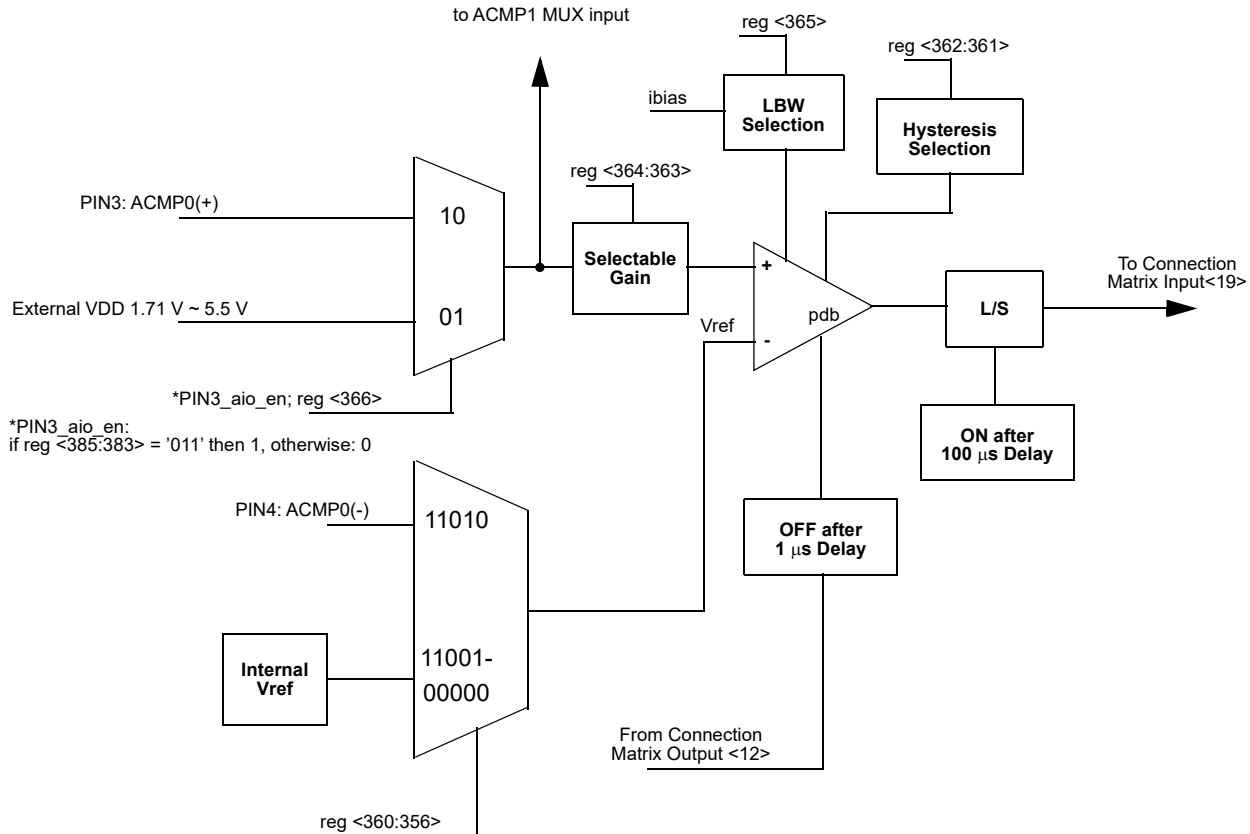 to ACMP1 MUX input
reg <365>
reg <362:361>
ibias
LBW
Selection
Hysteresis
Selection
reg <364:363>
PIN3: ACMP0(+)
10
Selectable
Gain
+
To Connection
Matrix Input<19>
External VDD 1.71 V ~ 5.5 V
01
Vref
-
pdb
L/S
*PIN3_aio_en; reg <366>
*PIN3_aio_en:
if reg <385:383> = '011' then 1, otherwise: 0
ON after
100 μs Delay
PIN4: ACMP0(-)
11010
OFF after
1 μs Delay
Internal
Vref
11001-
00000
From Connection
Matrix Output <12>
reg <360:356>